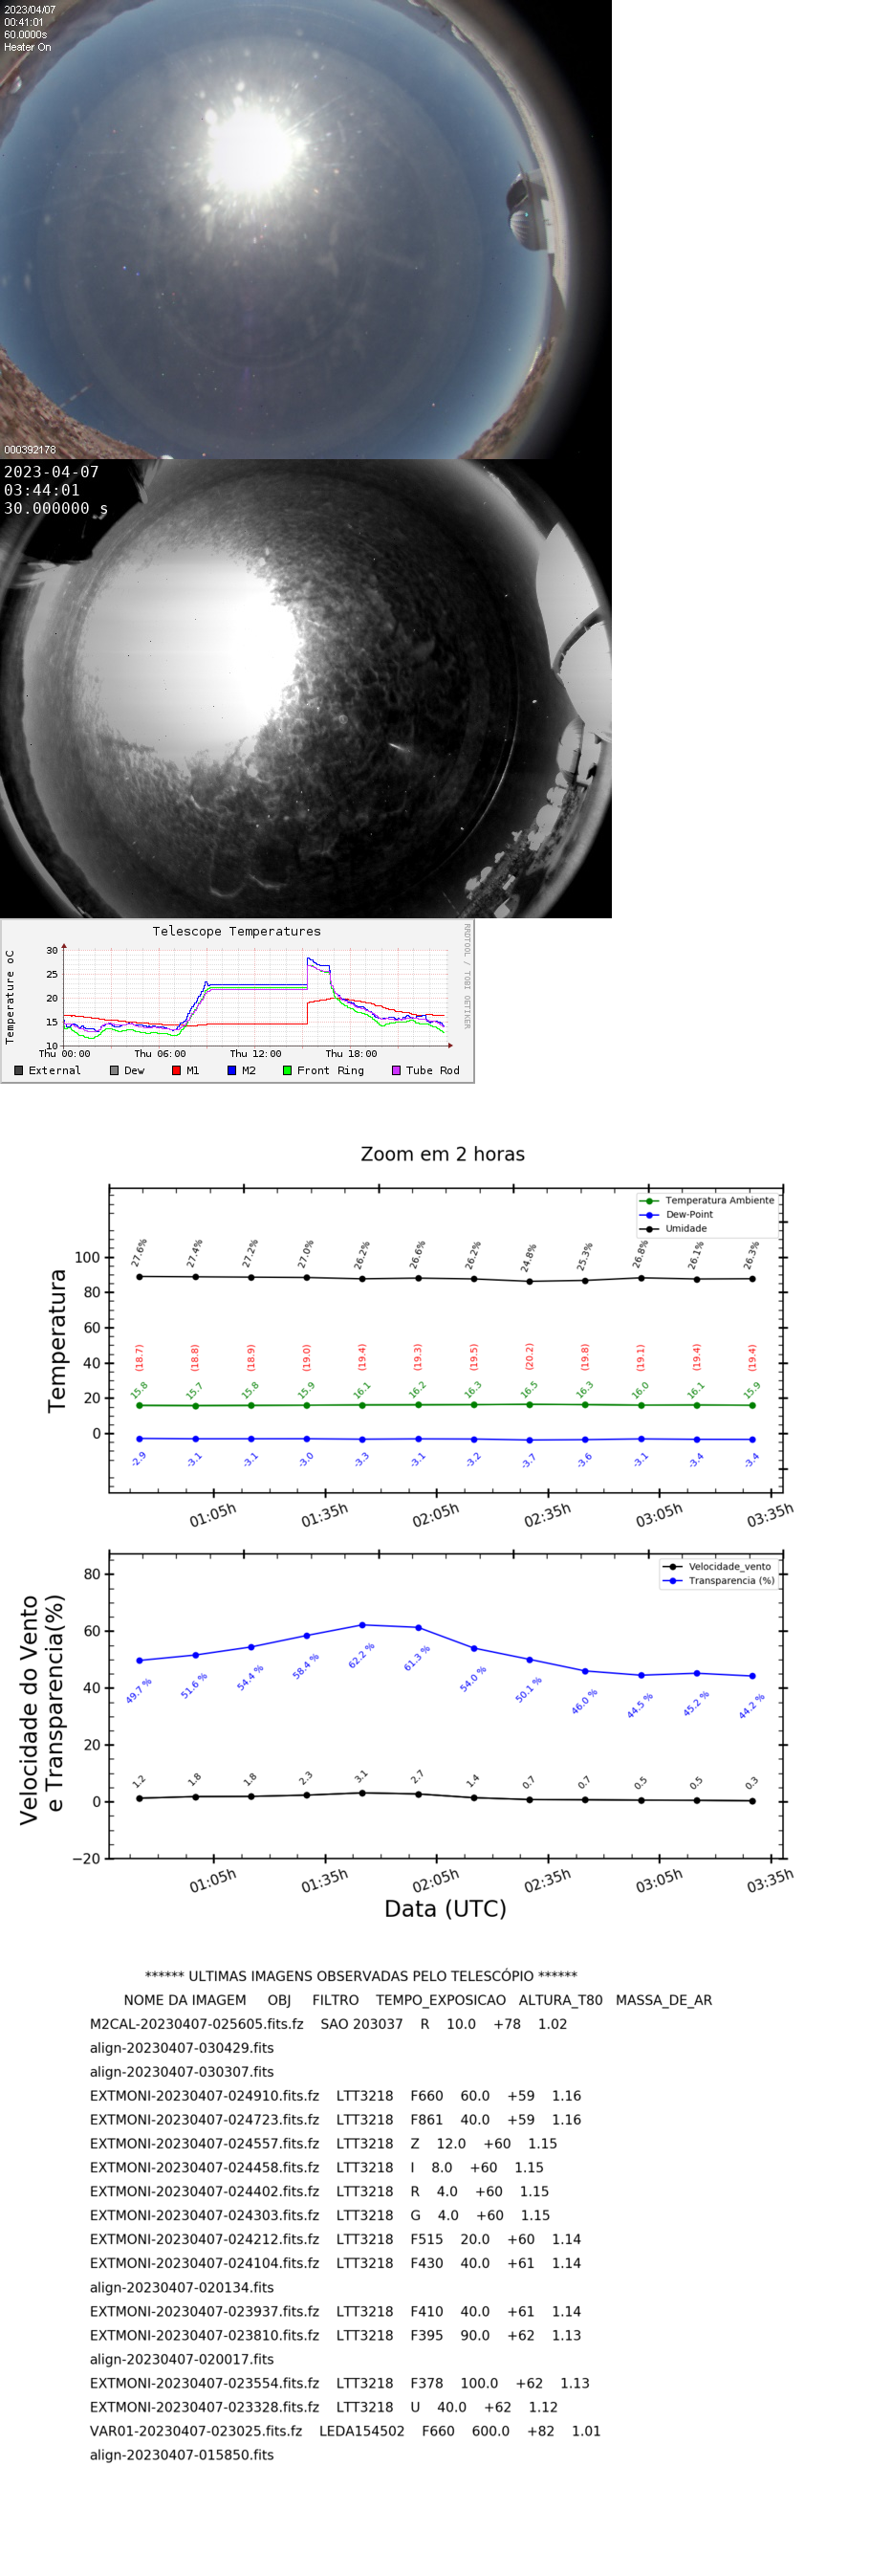 2023/04/07
00:41:01
60.0000s
Heater On
000392178
2023-04-07
03:44:01
30.000000 s
Telescope Temperatures
RRDTOOL / TOBI OETIKER
Temperature oC
30
25
20
15
10
Thu 00:00 Thu 06:00 Thu 12:00 Thu 18:00
External Dew M1 M2 Front Ring Tube Rod
Zoom em 2 horas
Temperatura Ambiente
Dew-Point
Umidade
Temperatura
100
80
60
40
20
0
27.6% 27.4% 27.2% 27.0% 26.2% 26.6% 26.2% 24.8% 25.3% 26.8% 26.1% 26.3%
(18.7) (18.8) (18.9) (19.0) (19.4) (19.3) (19.5) (20.2) (19.8) (19.1) (19.4) (19.4)
15.8 15.7 15.8 15.9 16.1 16.2 16.3 16.5 16.3 16.0 16.1 15.9
-2.9 -3.1 -3.1 -3.0 -3.3 -3.1 -3.2 -3.7 -3.6 -3.1 -3.4 -3.4
01:05h 01:35h 02:05h 02:35h 03:05h 03:35h
Velocidade_vento
Transparencia (%)
Velocidade do Vento
e Transparencia(%)
80
60
40
20
0
−20
49.7 % 51.6 % 54.4 % 58.4 % 62.2 % 61.3 % 54.0 % 50.1 % 46.0 % 44.5 % 45.2 % 44.2 %
1.2 1.8 1.8 2.3 3.1 2.7 1.4 0.7 0.7 0.5 0.5 0.3
01:05h 01:35h 02:05h 02:35h 03:05h 03:35h
Data (UTC)
****** ULTIMAS IMAGENS OBSERVADAS PELO TELESCÓPIO ******
NOME DA IMAGEM OBJ FILTRO TEMPO_EXPOSICAO ALTURA_T80 MASSA_DE_AR
M2CAL-20230407-025605.fits.fz SAO 203037 R 10.0 +78 1.02
align-20230407-030429.fits
align-20230407-030307.fits
EXTMONI-20230407-024910.fits.fz LTT3218 F660 60.0 +59 1.16
EXTMONI-20230407-024723.fits.fz LTT3218 F861 40.0 +59 1.16
EXTMONI-20230407-024557.fits.fz LTT3218 Z 12.0 +60 1.15
EXTMONI-20230407-024458.fits.fz LTT3218 I 8.0 +60 1.15
EXTMONI-20230407-024402.fits.fz LTT3218 R 4.0 +60 1.15
EXTMONI-20230407-024303.fits.fz LTT3218 G 4.0 +60 1.15
EXTMONI-20230407-024212.fits.fz LTT3218 F515 20.0 +60 1.14
EXTMONI-20230407-024104.fits.fz LTT3218 F430 40.0 +61 1.14
align-20230407-020134.fits
EXTMONI-20230407-023937.fits.fz LTT3218 F410 40.0 +61 1.14
EXTMONI-20230407-023810.fits.fz LTT3218 F395 90.0 +62 1.13
align-20230407-020017.fits
EXTMONI-20230407-023554.fits.fz LTT3218 F378 100.0 +62 1.13
EXTMONI-20230407-023328.fits.fz LTT3218 U 40.0 +62 1.12
VAR01-20230407-023025.fits.fz LEDA154502 F660 600.0 +82 1.01
align-20230407-015850.fits